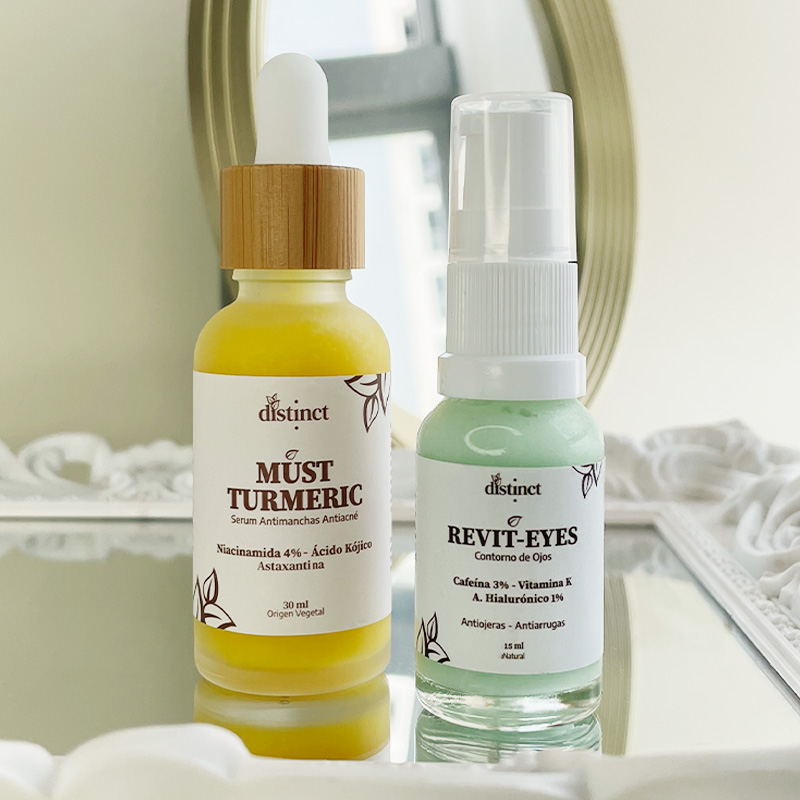 distinct
MUST
TURMERIC
Serum Antimanchas Antiacné
Niacinamida 4% - Ácido Kójico
Astaxantina
30 ml
Origen Vegetal
distinct
REVIT-EYES
Contorno de Ojos
Cafeína 3% - Vitamina K
A. Hialurónico 1%
Antiojeras - Antiarrugas
15 ml
Natural